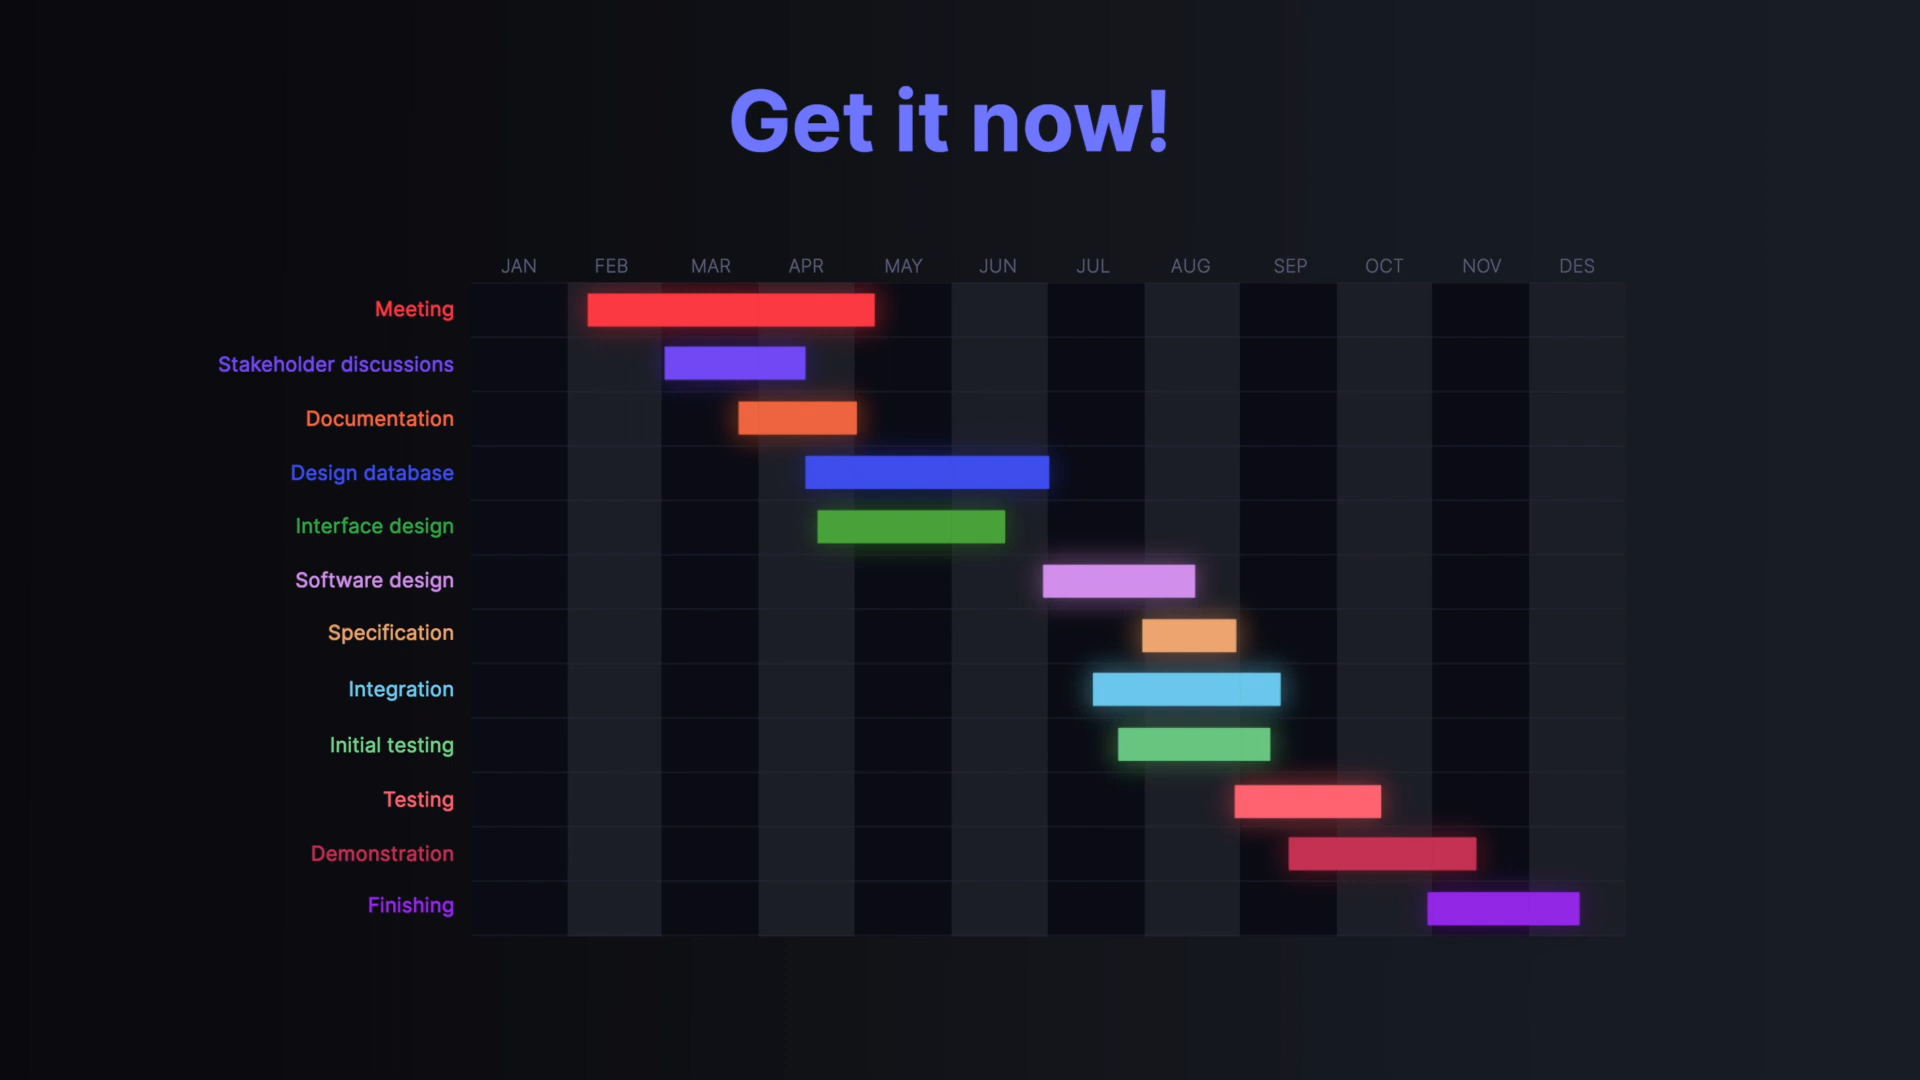 Get it now!
JAN FEB MAR APR MAY JUN JUL AUG SEP OCT NOV DES
Meeting
Stakeholder discussions
Documentation
Design database
Interface design
Software design
Specification
Integration
Initial testing
Testing
Demonstration
Finishing